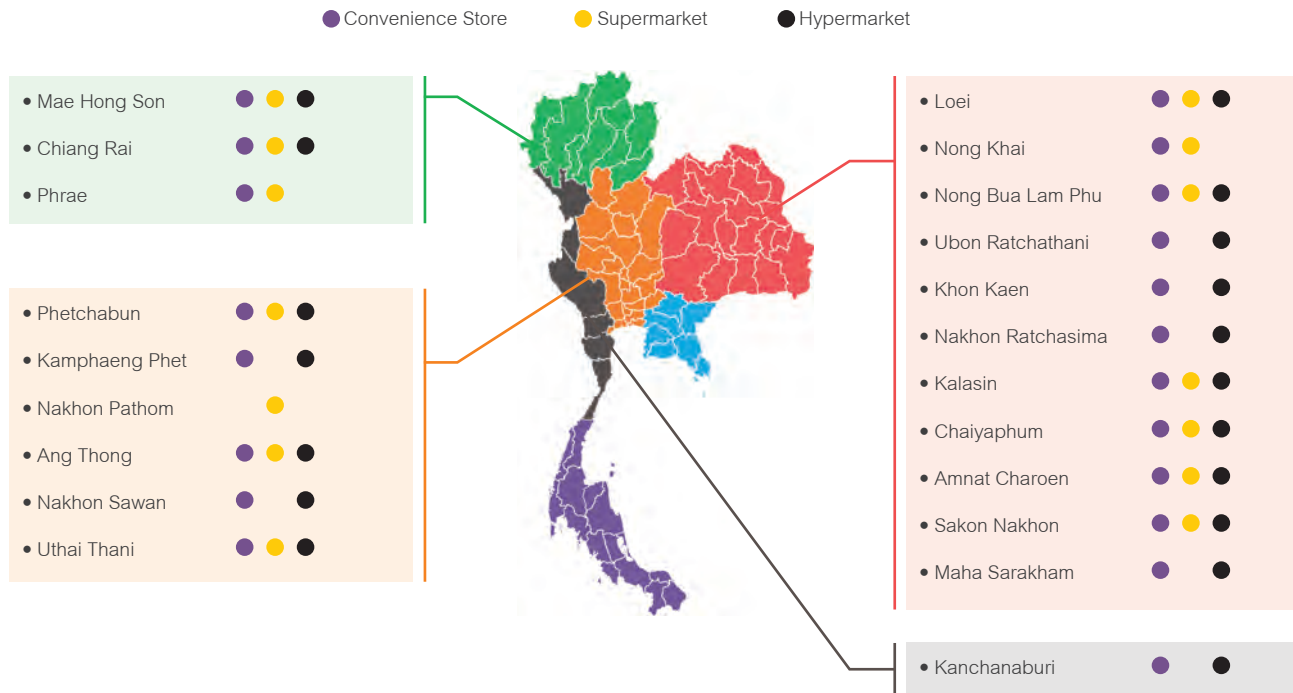 Convenience Store Supermarket Hypermarket
• Mae Hong Son
• Chiang Rai
• Phrae
• Phetchabun
• Kamphaeng Phet
• Nakhon Pathom
• Ang Thong
• Nakhon Sawan
• Uthai Thani
• Loei
• Nong Khai
• Nong Bua Lam Phu
• Ubon Ratchathani
• Khon Kaen
• Nakhon Ratchasima
• Kalasin
• Chaiyaphum
• Amnat Charoen
• Sakon Nakhon
• Maha Sarakham
• Kanchanaburi